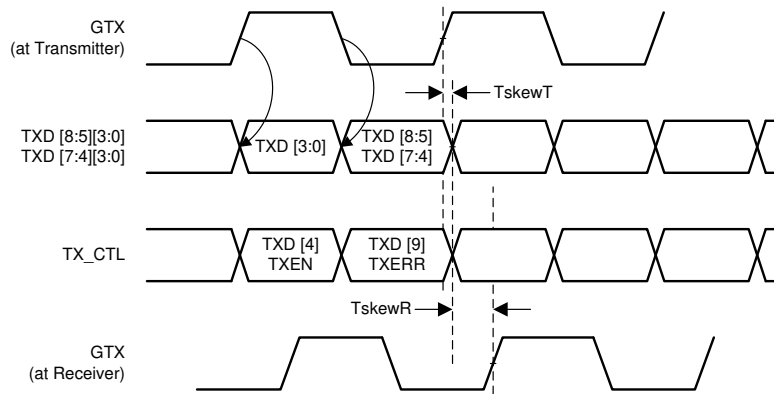 GTX
(at Transmitter)
TskewT
TXD [8:5][3:0]
TXD [7:4][3:0]
TXD [3:0]
TXD [8:5]
TXD [7:4]
TX_CTL
TXD [4]
TXEN
TXD [9]
TXERR
TskewR
GTX
(at Receiver)